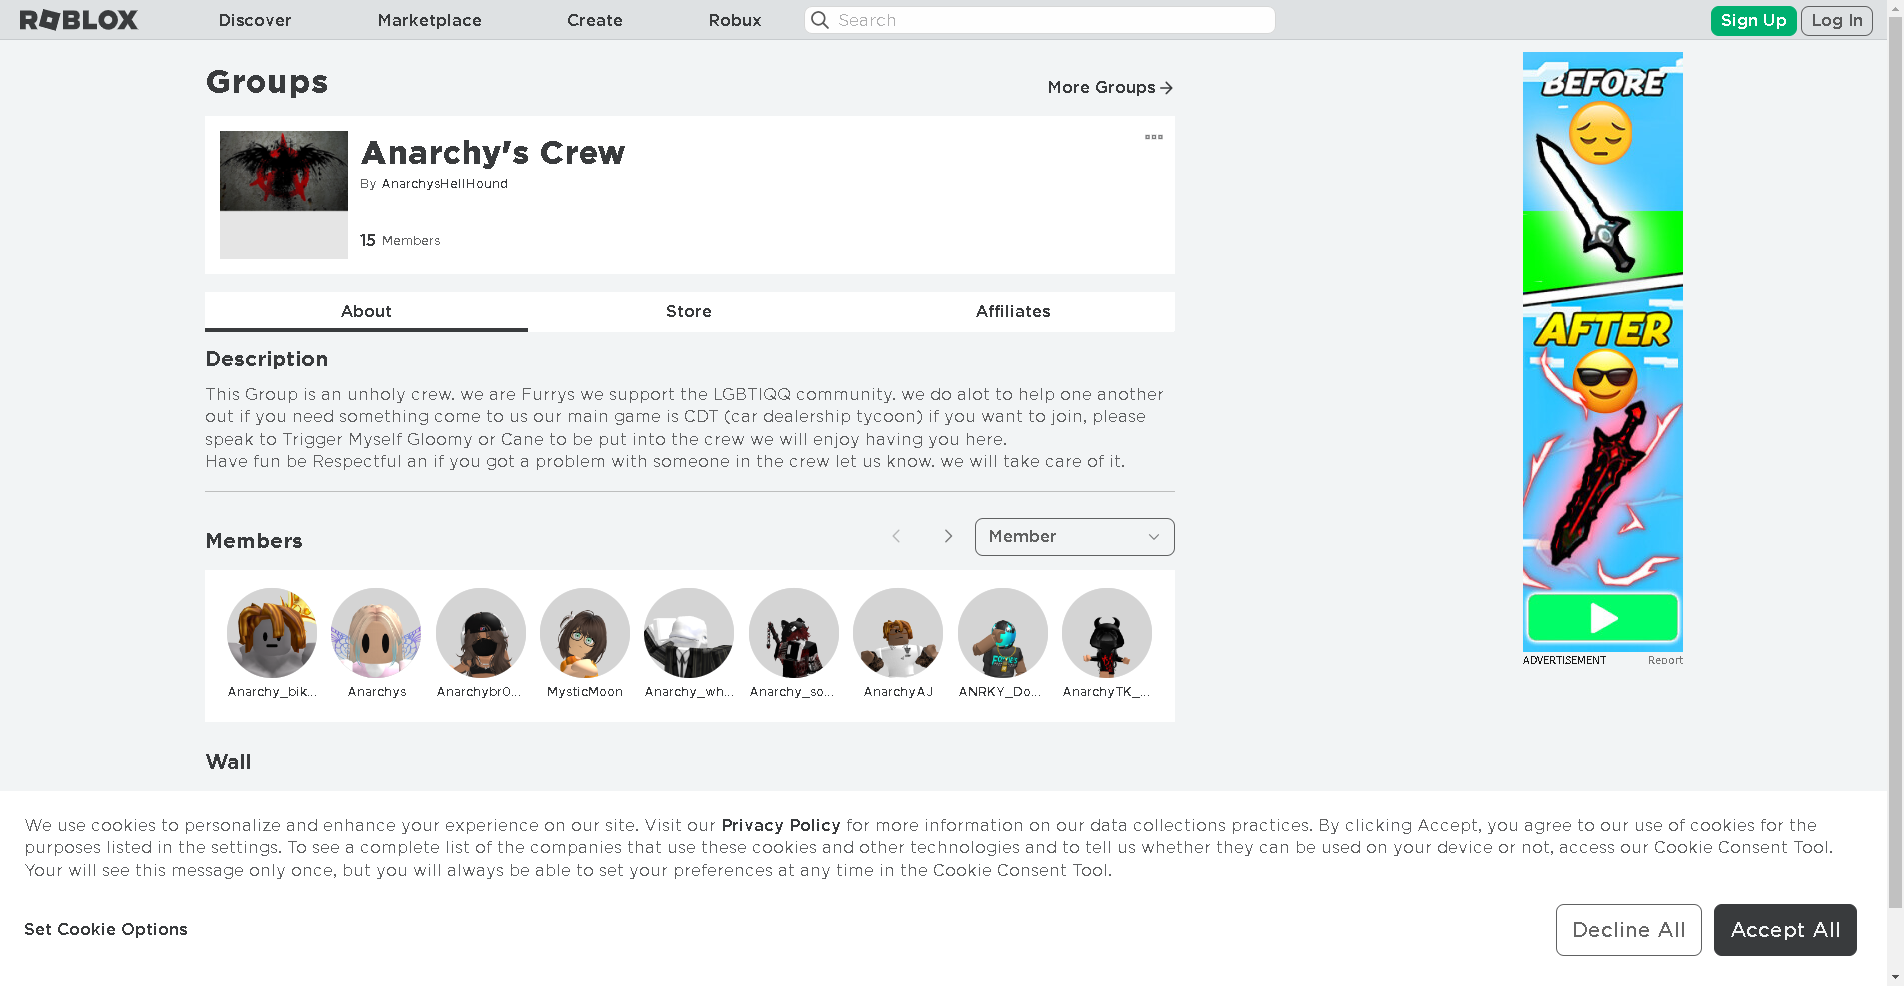 ROBLOX Discover Marketplace Create Robux Search Sign Up Log In
Groups
More Groups
Anarchy's Crew
By AnarchysHellHound
15 Members
About Store Affiliates
Description
This Group is an unholy crew. we are Furrys we support the LGBTIQQ community. we do alot to help one another
out if you need something come to us our main game is CDT (car dealership tycoon) if you want to join, please
speak to Trigger Myself Gloomy or Cane to be put into the crew we will enjoy having you here.
Have fun be Respectful an if you got a problem with someone in the crew let us know. we will take care of it.
Members
Member
Anarchy_bik... Anarchys Anarchybr0... MysticMoon Anarchy_wh... Anarchy_so... AnarchyAJ ANRKY_Do... AnarchyTK_...
Wall
BEFORE
AFTER
ADVERTISEMENT Report
We use cookies to personalize and enhance your experience on our site. Visit our Privacy Policy for more information on our data collections practices. By clicking Accept, you agree to our use of cookies for the
purposes listed in the settings. To see a complete list of the companies that use these cookies and other technologies and to tell us whether they can be used on your device or not, access our Cookie Consent Tool.
Your will see this message only once, but you will always be able to set your preferences at any time in the Cookie Consent Tool.
Set Cookie Options
Decline All
Accept All